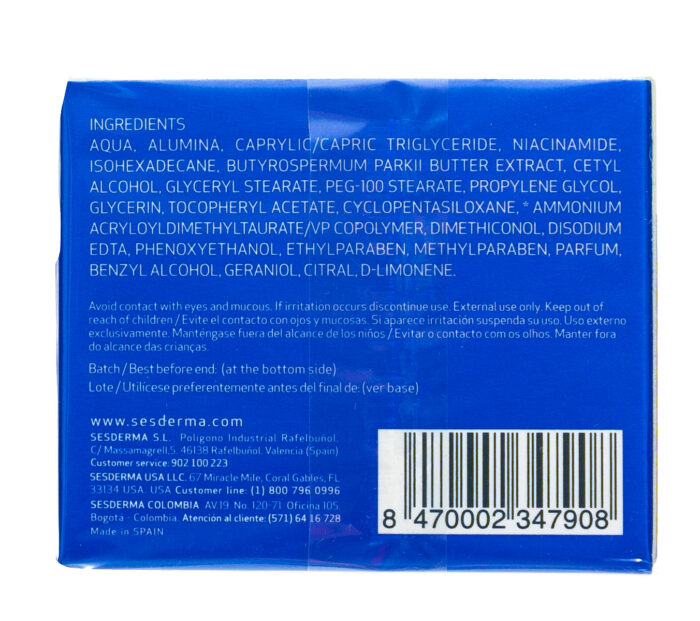 INGREDIENTS
AQUA, ALUMINA, CAPRYLIC/CAPRIC TRIGLYCERIDE, NIACINAMIDE,
ISOHEXADECANE, BUTYROSPERMUM PARKII BUTTER EXTRACT, CETYL
ALCOHOL, GLYCERYL STEARATE, PEG-100 STEARATE, PROPYLENE GLYCOL,
GLYCERIN, TOCOPHERYL ACETATE, CYCLOPENTASILOXANE, * AMMONIUM
ACRYLOYLDIMETHYLTAURATE/VP COPOLYMER, DIMETHICONOL, DISODIUM
EDTA, PHENOXYETHANOL, ETHYLPARABEN, METHYLPARABEN, PARFUM,
BENZYL ALCOHOL, GERANIOL, CITRAL, D-LIMONENE.
Avoid contact with eyes and mucous. If irritation occurs discontinue use. External use only. Keep out of
reach of children / Evite el contacto con ojos y mucosas. Si aparece irritación suspenda su uso. Uso externo
exclusivamente. Manténgase fuera del alcance de los niños / Evitar o contacto com os olhos. Manter fora
do alcance das crianças.
Batch / Best before end: (at the bottom side)
Lote / Utilícese preferentemente antes del final de: (ver base)
www.sesderma.com
SESDERMA S.L. Polígono Industrial Rafelbuñol.
C/ Massamagrell, 5. 46138 Rafelbuñol. Valencia (Spain)
Customer service: 902 100 223
SESDERMA USA LLC. 67 Miracle Mile, Coral Gables, FL
33134 USA. USA Customer line: (1) 800 796 0996
SESDERMA COLOMBIA AV.19 No. 120-71 Oficina 105.
Bogota - Colombia. Atención al cliente: (571) 64 16 728
Made in SPAIN
8 470002 347908